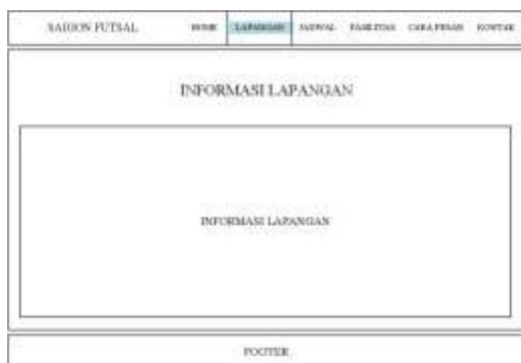 SAIGON FUTSAL HOME LAPANGAN JADWAL FASILITAS CARA PESAN KONTAK
INFORMASI LAPANGAN
INFORMASI LAPANGAN
FOOTER